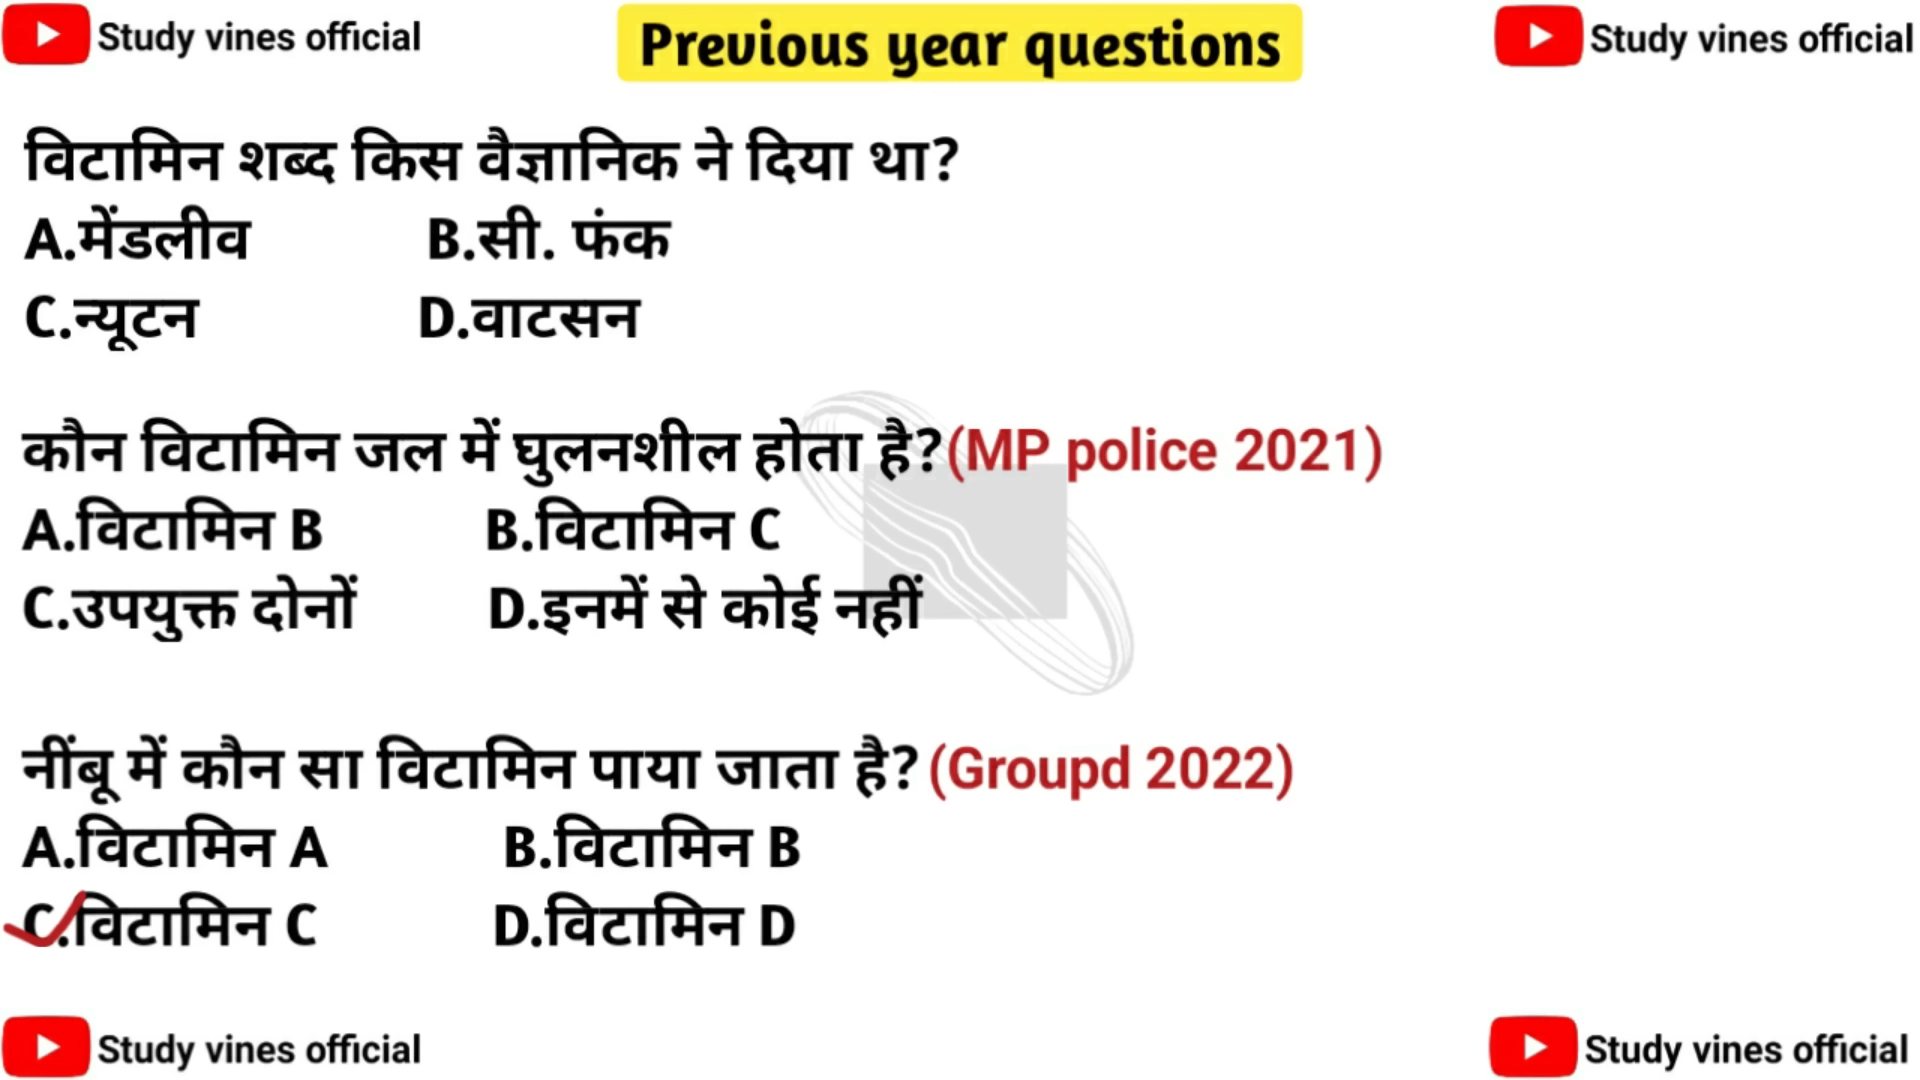 Study vines official
Previous year questions
Study vines official
विटामिन शब्द किस वैज्ञानिक ने दिया था?
A.मेंडलीव B.सी. फंक
C.न्यूटन D.वाटसन
कौन विटामिन जल में घुलनशील होता है?(MP police 2021)
A.विटामिन B B.विटामिन C
C.उपयुक्त दोनों D.इनमें से कोई नहीं
नींबू में कौन सा विटामिन पाया जाता है? (Groupd 2022)
A.विटामिन A B.विटामिन B
C.विटामिन C D.विटामिन D
Study vines official
Study vines official